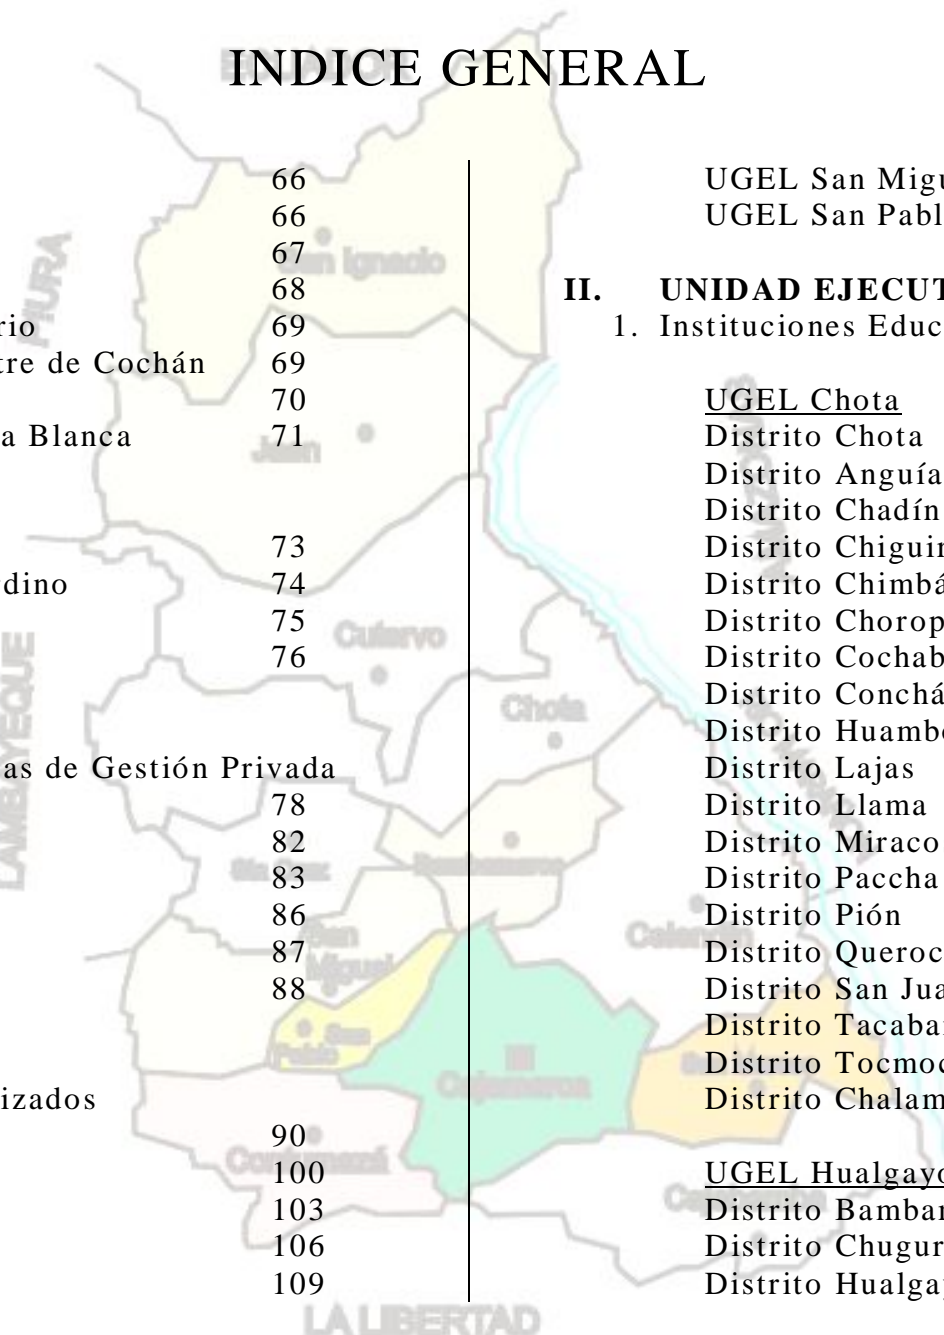 INDICE GENERAL
66
66
67
68
rio 69
tre de Cochán 69
70
a Blanca 71
73
dino 74
75
76
as de Gestión Privada
78
82
83
86
87
88
izados
90
100
103
106
109
UGEL San Migu
UGEL San Pabl
II. UNIDAD EJECUT
1. Instituciones Educ
UGEL Chota
Distrito Chota
Distrito Anguía
Distrito Chadín
Distrito Chiguir
Distrito Chimbá
Distrito Chorop
Distrito Cochab
Distrito Conchá
Distrito Huambo
Distrito Lajas
Distrito Llama
Distrito Miraco
Distrito Paccha
Distrito Pión
Distrito Queroc
Distrito San Jua
Distrito Tacaba
Distrito Tocmoc
Distrito Chalam
UGEL Hualgayo
Distrito Bambar
Distrito Chugur
Distrito Hualgay
PIURA
San Ignacio
Jaen
Cutervo
LAMBAYEQUE
Chota
San Miguel
San Pablo
Cajamarca
Contumazá
LA LIBERTAD